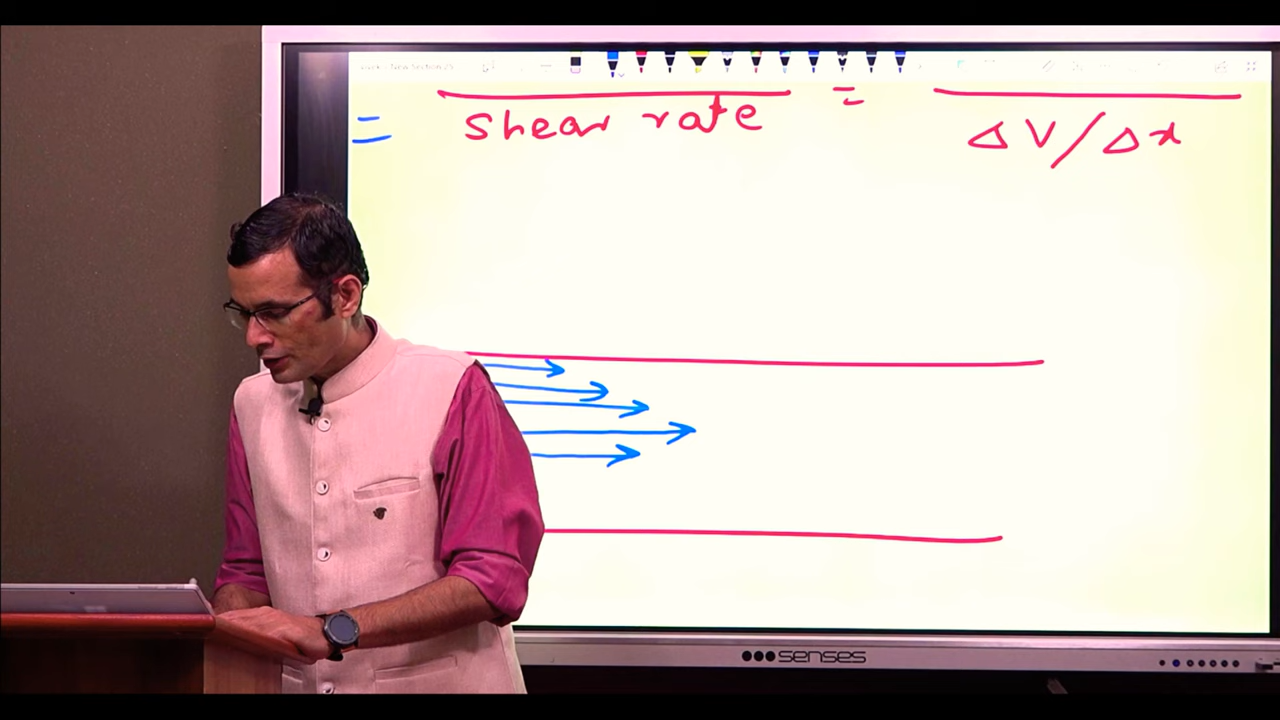 =
Shear rate
=
ΔV/Δx
senses